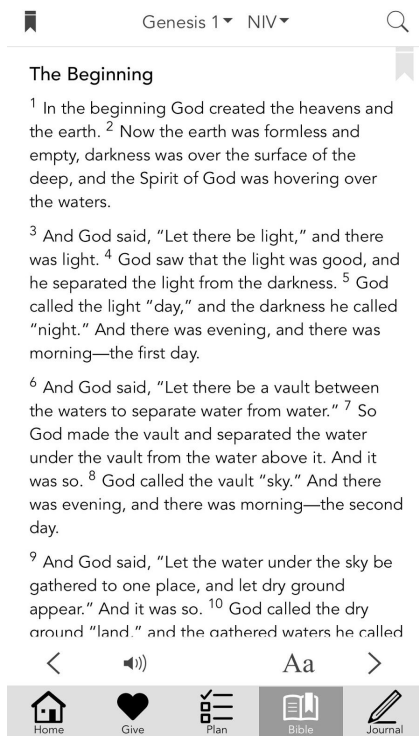 Genesis 1 NIV
The Beginning
1 In the beginning God created the heavens and
the earth. 2 Now the earth was formless and
empty, darkness was over the surface of the
deep, and the Spirit of God was hovering over
the waters.
3 And God said, “Let there be light,” and there
was light. 4 God saw that the light was good, and
he separated the light from the darkness. 5 God
called the light “day,” and the darkness he called
“night.” And there was evening, and there was
morning—the first day.
6 And God said, “Let there be a vault between
the waters to separate water from water.” 7 So
God made the vault and separated the water
under the vault from the water above it. And it
was so. 8 God called the vault “sky.” And there
was evening, and there was morning—the second
day.
9 And God said, “Let the water under the sky be
gathered to one place, and let dry ground
appear.” And it was so. 10 God called the dry
ground “land,” and the gathered waters he called
Aa
Home Give Plan Bible Journal